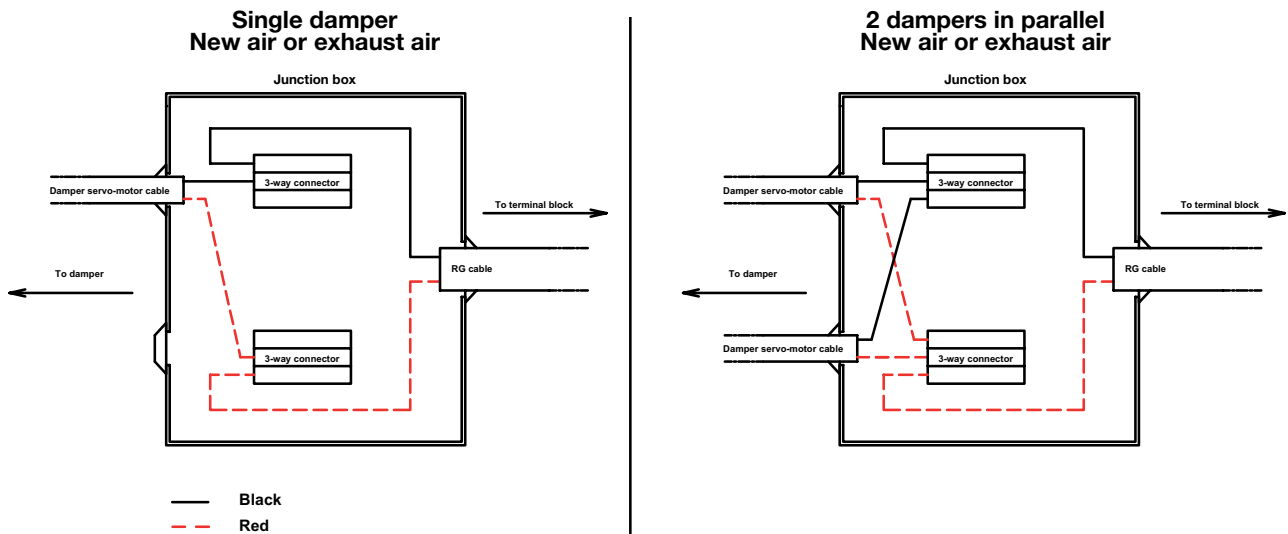 Single damper
New air or exhaust air
Junction box
3-way connector
Damper servo-motor cable
To terminal block
RG cable
To damper
3-way connector
Black
Red
2 dampers in parallel
New air or exhaust air
Junction box
3-way connector
Damper servo-motor cable
To terminal block
RG cable
To damper
Damper servo-motor cable
3-way connector